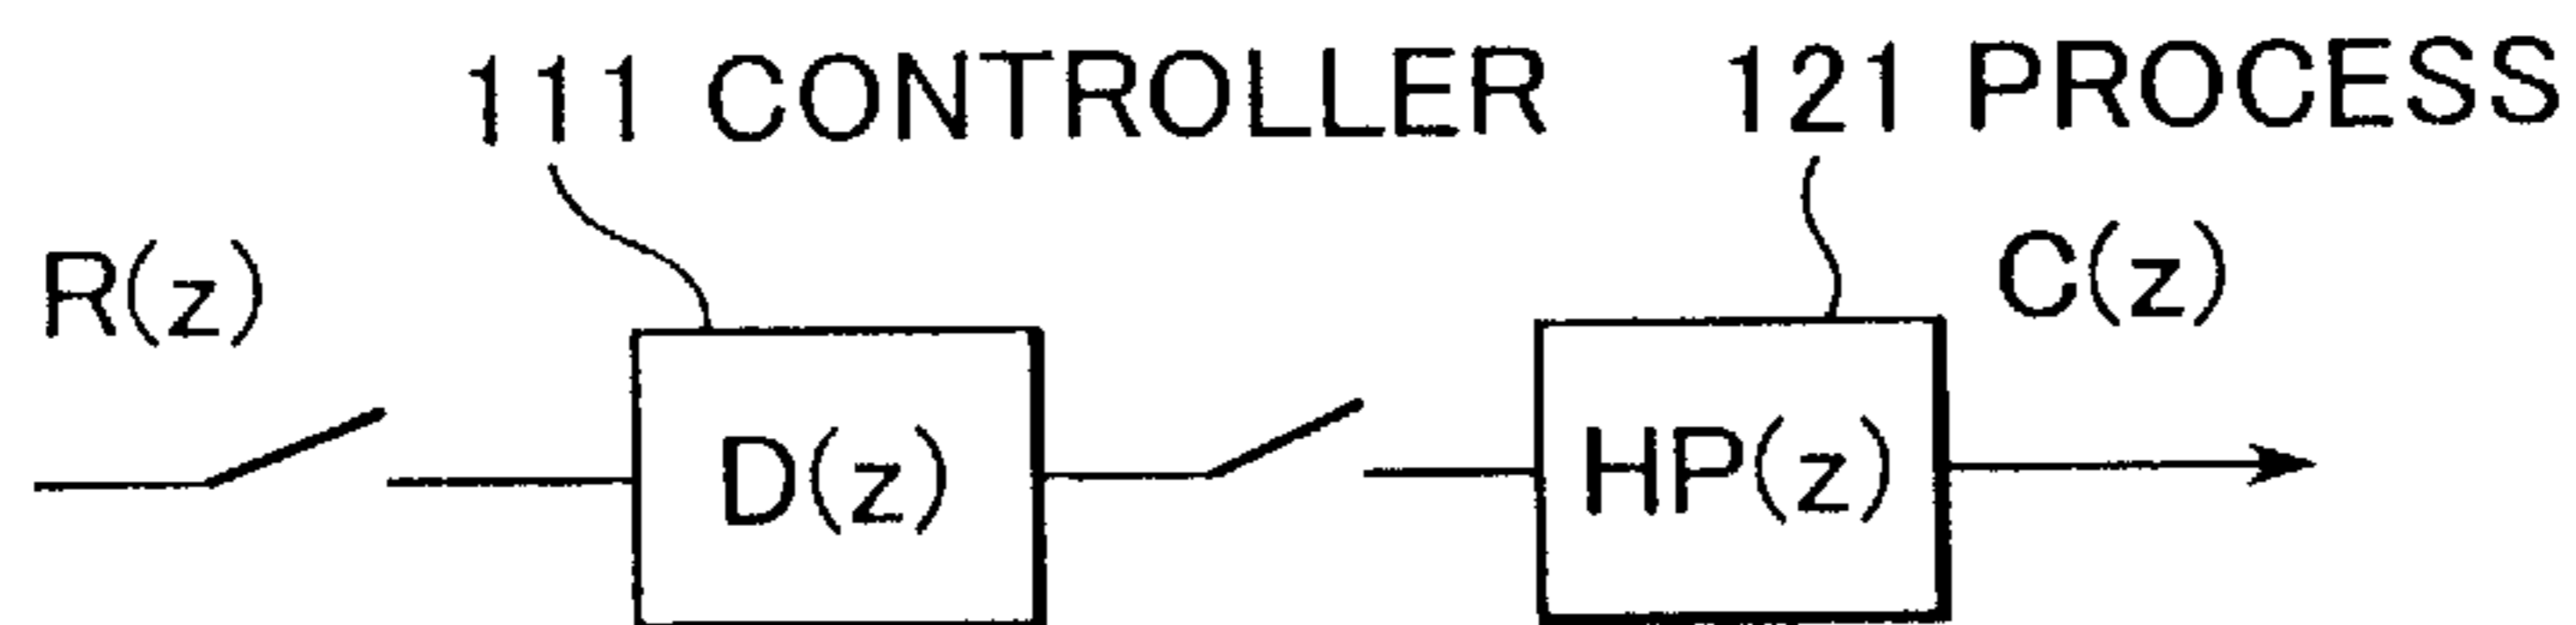 111 CONTROLLER 121 PROCESS
R(z) C(z)
D(z) HP(z)